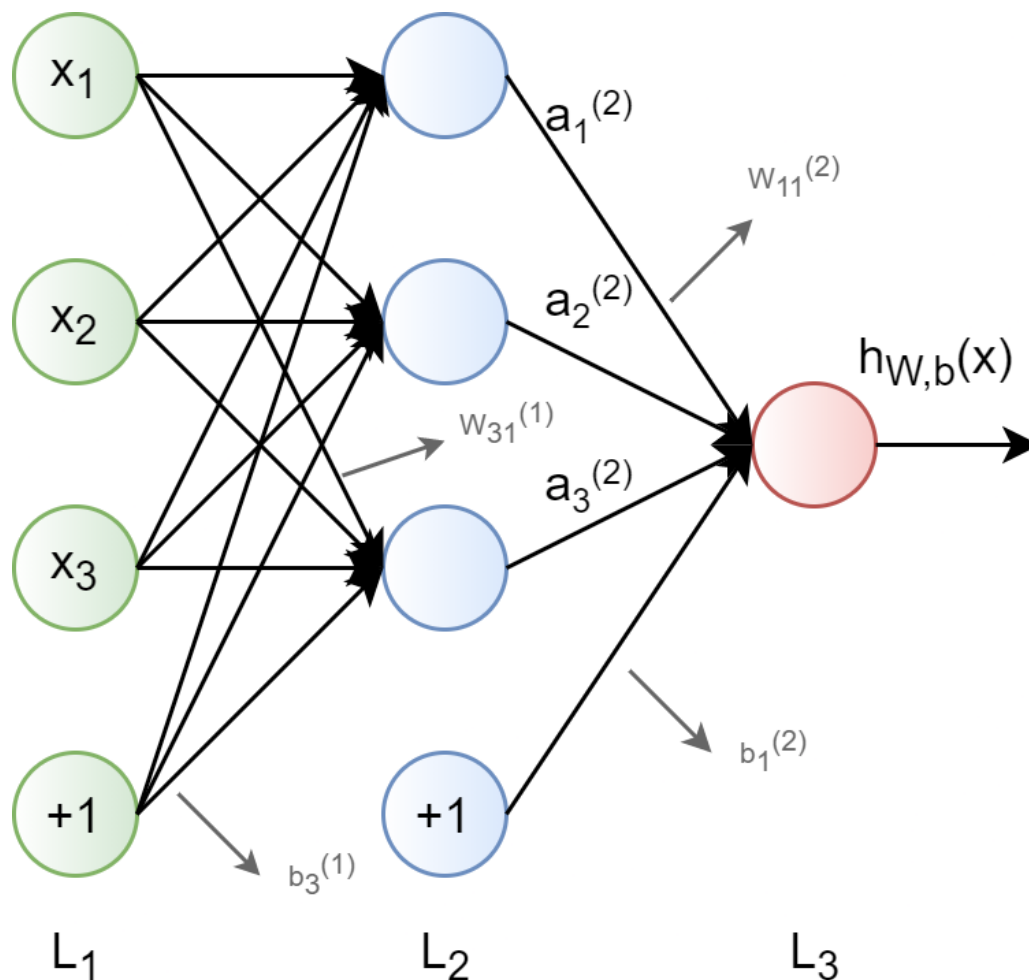 x₁
a₁⁽²⁾
W₁₁⁽²⁾
x₂
a₂⁽²⁾
h_W,b(x)
W₃₁⁽¹⁾
a₃⁽²⁾
x₃
b₁⁽²⁾
+1
+1
b₃⁽¹⁾
L₁
L₂
L₃